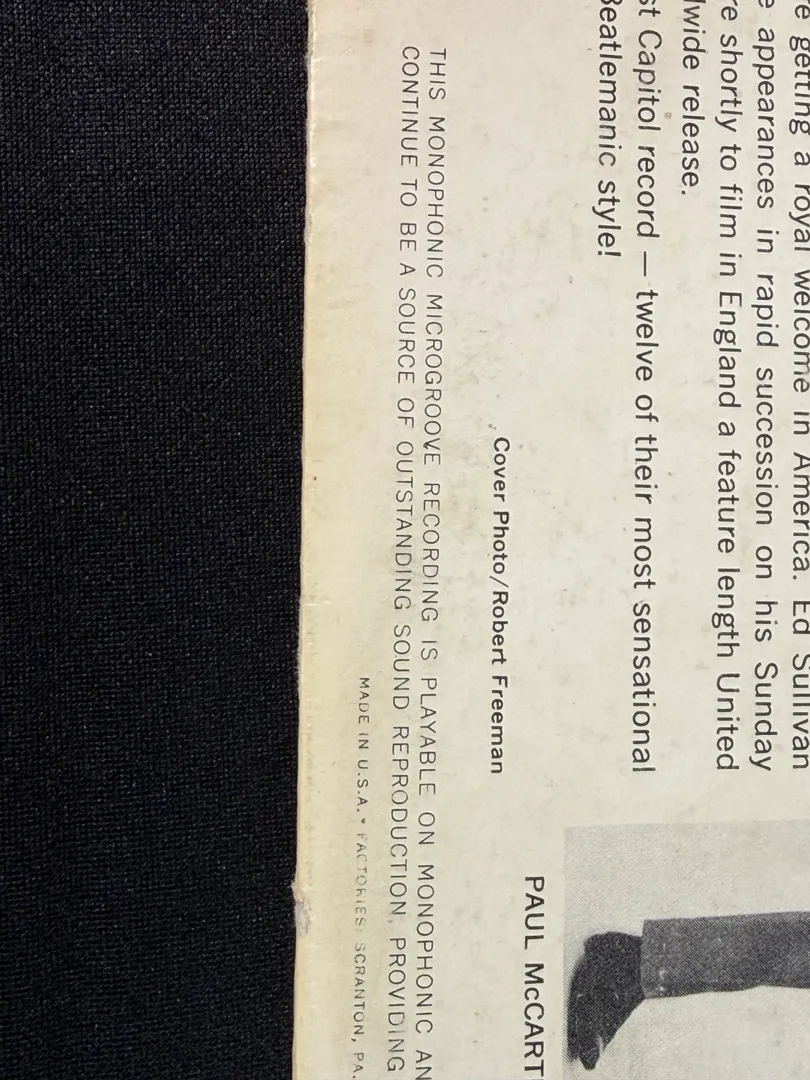 getting a royal welcome in America. Ed Sullivan
appearances in rapid succession on his Sunday
shortly to film in England a feature length United
release.
Capitol record — twelve of their most sensational
Beatlemanic style!
Cover Photo/Robert Freeman
PAUL McCART
THIS MONOPHONIC MICROGROOVE RECORDING IS PLAYABLE ON MONOPHONIC AN
CONTINUE TO BE A SOURCE OF OUTSTANDING SOUND REPRODUCTION, PROVIDING
MADE IN U.S.A. • FACTORIES: SCRANTON, PA.